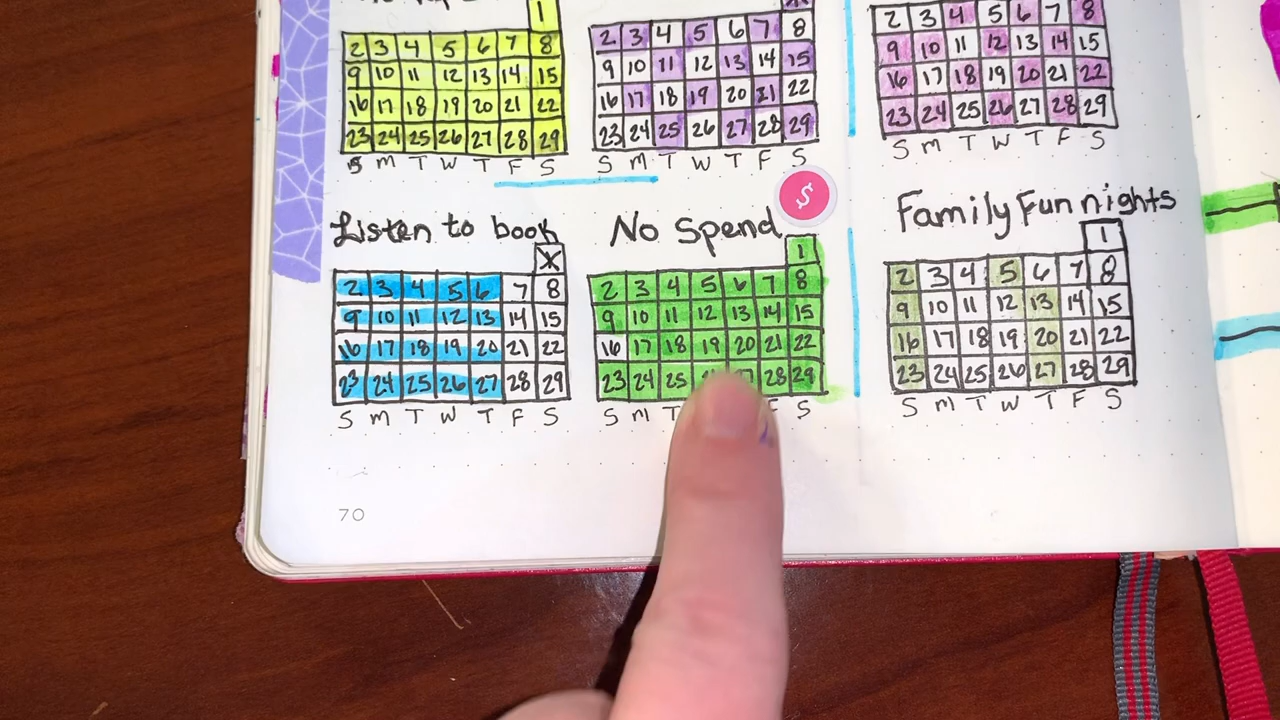 1
2 3 4 5 6 7 8
9 10 11 12 13 14 15
16 17 18 19 20 21 22
23 24 25 26 27 28 29
S M T W T F S
2 3 4 5 6 7 8
9 10 11 12 13 14 15
16 17 18 19 20 21 22
23 24 25 26 27 28 29
S M T W T F S
2 3 4 5 6 7 8
9 10 11 12 13 14 15
16 17 18 19 20 21 22
23 24 25 26 27 28 29
S M T W T F S
Listen to book
X
2 3 4 5 6 7 8
9 10 11 12 13 14 15
16 17 18 19 20 21 22
23 24 25 26 27 28 29
S M T W T F S
No Spend
$
1
2 3 4 5 6 7 8
9 10 11 12 13 14 15
16 17 18 19 20 21 22
23 24 25 28 29
S M T F S
Family Fun nights
1
2 3 4 5 6 7 8
9 10 11 12 13 14 15
16 17 18 19 20 21 22
23 24 25 26 27 28 29
S M T W T F S
70